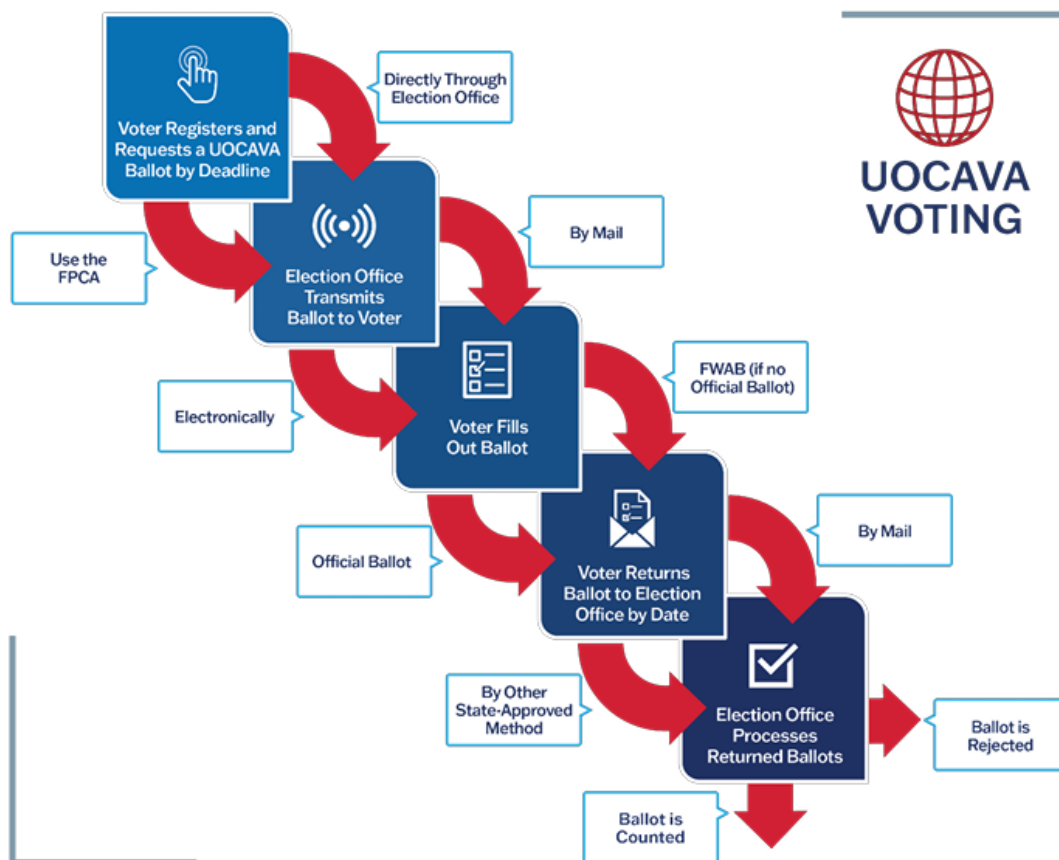 Voter Registers and
Requests a UOCAVA
Ballot by Deadline
Directly Through
Election Office
UOCAVA
VOTING
Use the
FPCA
Election Office
Transmits
Ballot to Voter
By Mail
Electronically
Voter Fills
Out Ballot
FWAB (if no
Official Ballot)
Official Ballot
Voter Returns
Ballot to Election
Office by Date
By Mail
By Other
State-Approved
Method
Election Office
Processes
Returned Ballots
Ballot is
Rejected
Ballot is
Counted